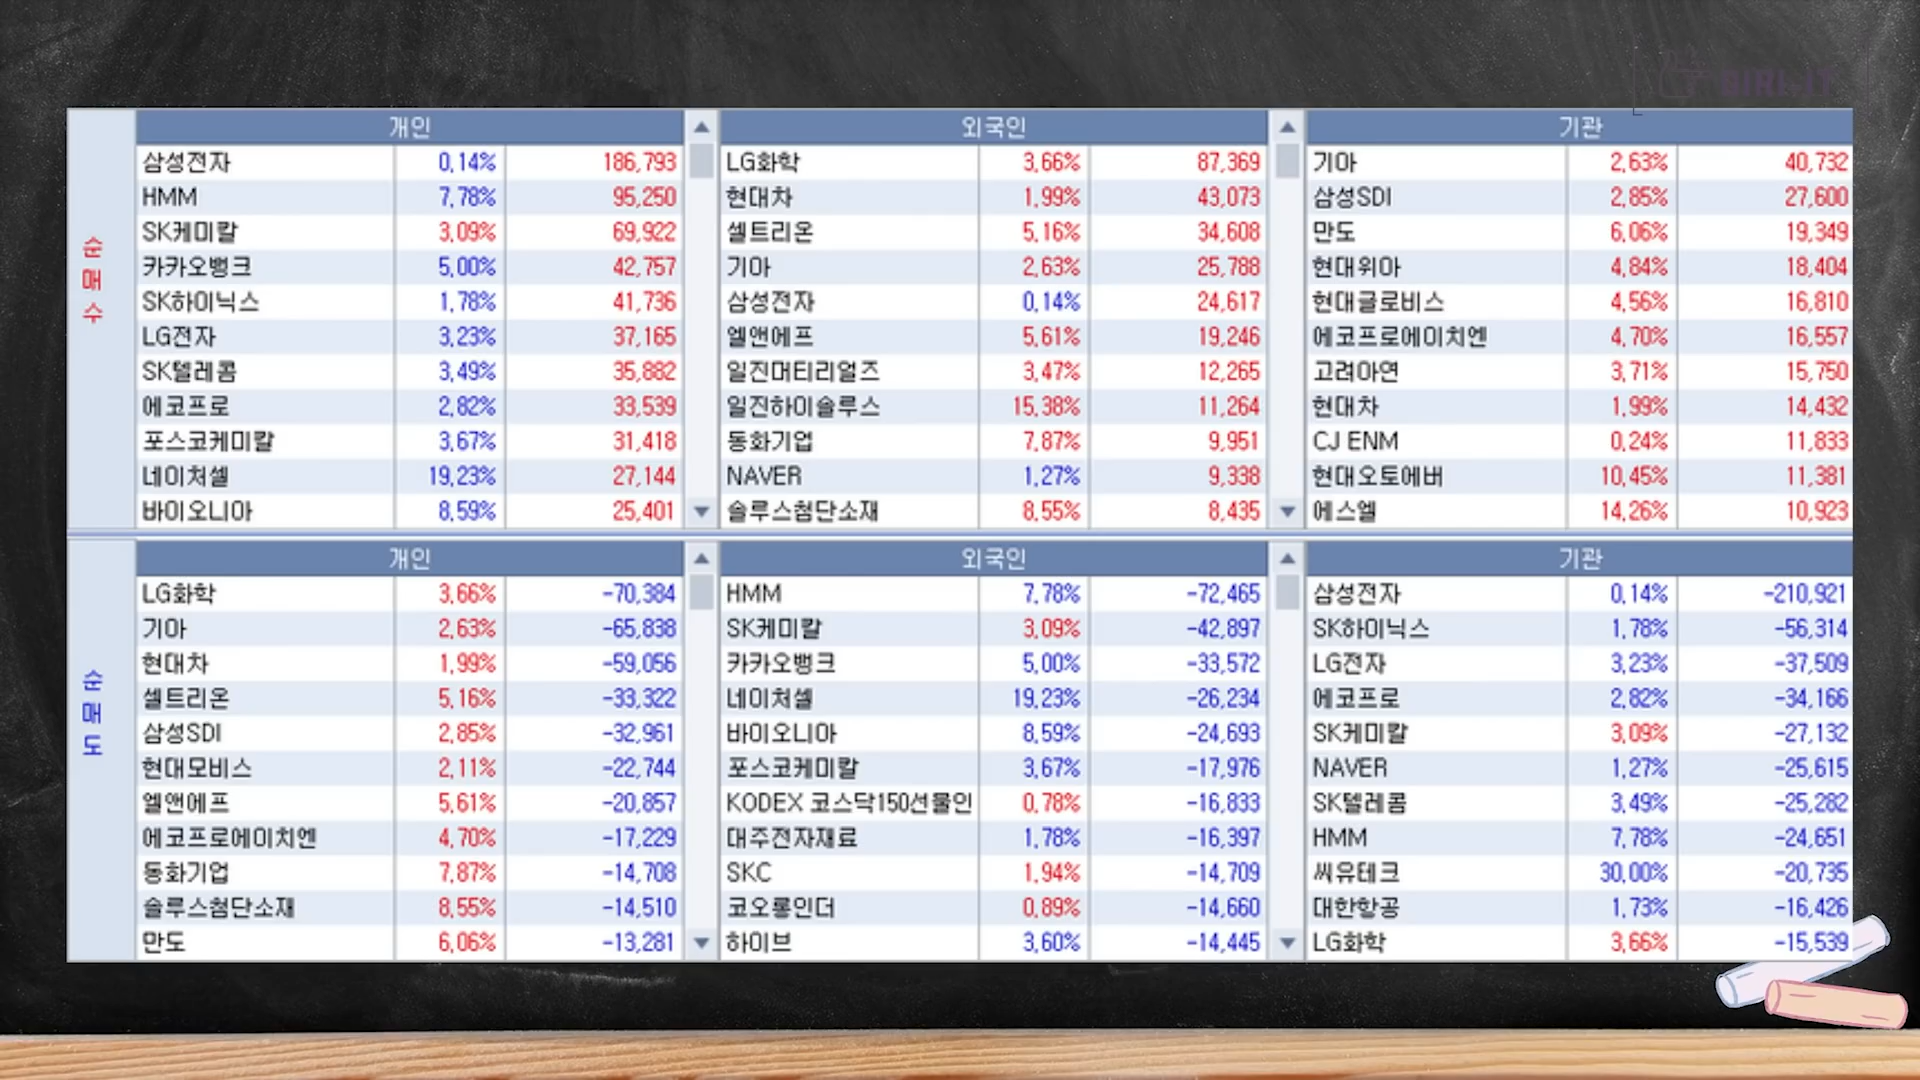 GIRL.IT
순매수
개인
삼성전자 0.14% 186,793
HMM 7.78% 95,250
SK케미칼 3.09% 69,922
카카오뱅크 5.00% 42,757
SK하이닉스 1.78% 41,736
LG전자 3.23% 37,165
SK텔레콤 3.49% 35,882
에코프로 2.82% 33,539
포스코케미칼 3.67% 31,418
네이처셀 19.23% 27,144
바이오니아 8.59% 25,401
외국인
LG화학 3.66% 87,369
현대차 1.99% 43,073
셀트리온 5.16% 34,608
기아 2.63% 25,788
삼성전자 0.14% 24,617
엘앤에프 5.61% 19,246
일진머티리얼즈 3.47% 12,265
일진하이솔루스 15.38% 11,264
동화기업 7.87% 9,951
NAVER 1.27% 9,338
솔루스첨단소재 8.55% 8,435
기관
기아 2.63% 40,732
삼성SDI 2.85% 27,600
만도 6.06% 19,349
현대위아 4.84% 18,404
현대글로비스 4.56% 16,810
에코프로에이치엔 4.70% 16,557
고려아연 3.71% 15,750
현대차 1.99% 14,432
CJ ENM 0.24% 11,833
현대오토에버 10.45% 11,381
에스엘 14.26% 10,923
순매도
개인
LG화학 3.66% -70,384
기아 2.63% -65,838
현대차 1.99% -59,056
셀트리온 5.16% -33,322
삼성SDI 2.85% -32,961
현대모비스 2.11% -22,744
엘앤에프 5.61% -20,857
에코프로에이치엔 4.70% -17,229
동화기업 7.87% -14,708
솔루스첨단소재 8.55% -14,510
만도 6.06% -13,281
외국인
HMM 7.78% -72,465
SK케미칼 3.09% -42,897
카카오뱅크 5.00% -33,572
네이처셀 19.23% -26,234
바이오니아 8.59% -24,693
포스코케미칼 3.67% -17,976
KODEX 코스닥150선물인 0.78% -16,833
대주전자재료 1.78% -16,397
SKC 1.94% -14,709
코오롱인더 0.89% -14,660
하이브 3.60% -14,445
기관
삼성전자 0.14% -210,921
SK하이닉스 1.78% -56,314
LG전자 3.23% -37,509
에코프로 2.82% -34,166
SK케미칼 3.09% -27,132
NAVER 1.27% -25,615
SK텔레콤 3.49% -25,282
HMM 7.78% -24,651
씨유테크 30.00% -20,735
대한항공 1.73% -16,426
LG화학 3.66% -15,539